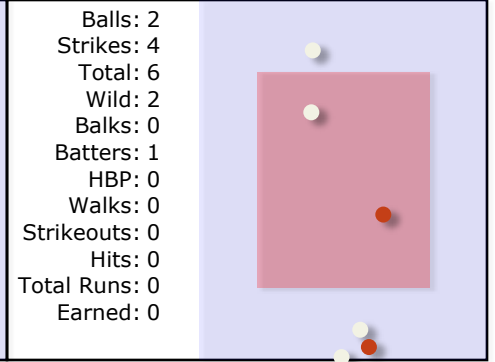 Balls: 2
Strikes: 4
Total: 6
Wild: 2
Balks: 0
Batters: 1
HBP: 0
Walks: 0
Strikeouts: 0
Hits: 0
Total Runs: 0
Earned: 0